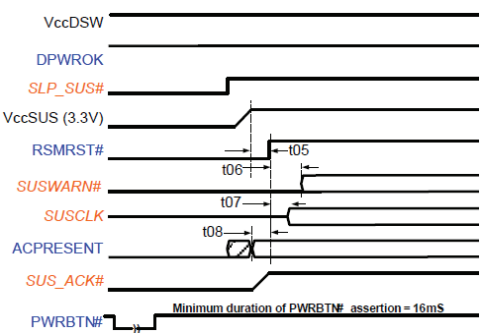 VccDSW
DPWROK
SLP_SUS#
VccSUS (3.3V)
RSMRST#
t05
t06
SUSWARN#
t07
SUSCLK
t08
ACPRESENT
SUS_ACK#
Minimum duration of PWRBTN# assertion = 16mS
PWRBTN#